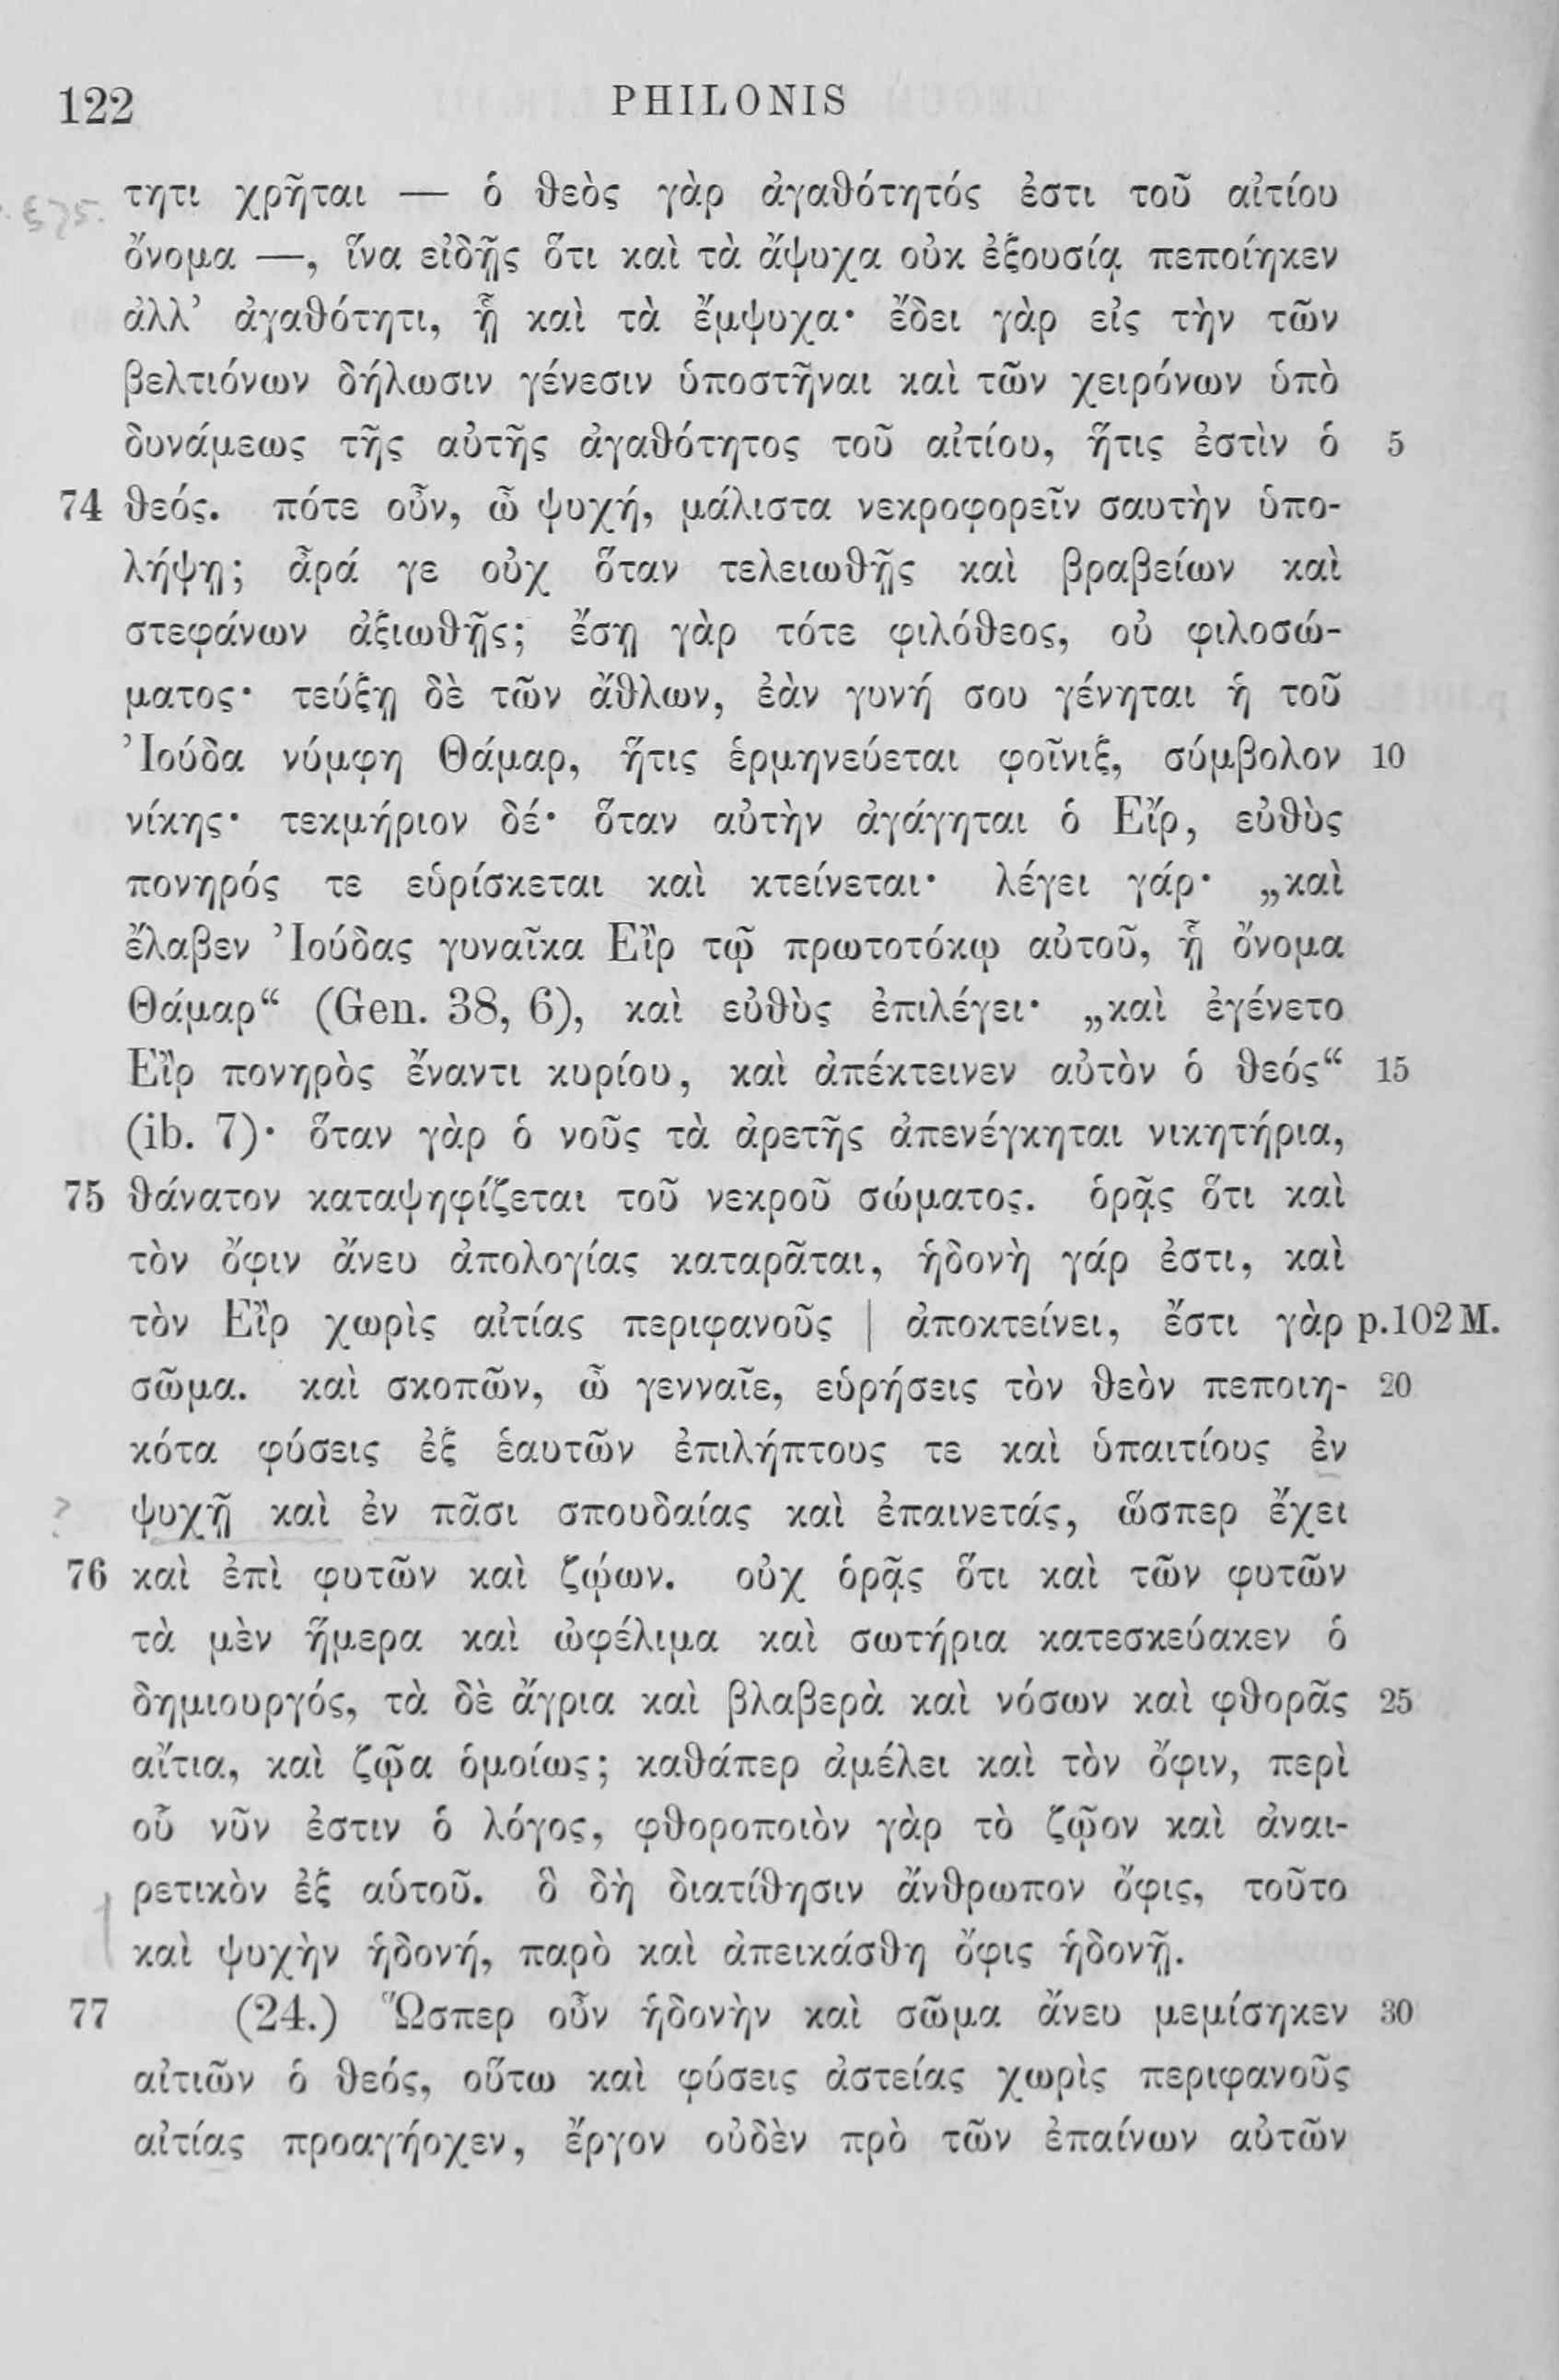 122 PHILONIS
τητι χρῆται — ὁ θεὸς γὰρ ἀγαθότητός ἐστι τοῦ αἰτίου
ὄνομα —, ἵνα εἰδῇς ὅτι καὶ τὰ ἄψυχα οὐκ ἐξουσίᾳ πεποίηκεν
ἀλλ’ ἀγαθότητι, ᾗ καὶ τὰ ἔμψυχα· ἔδει γὰρ εἰς τὴν τῶν
βελτιόνων δήλωσιν γένεσιν ὑποστῆναι καὶ τῶν χειρόνων ὑπὸ
δυνάμεως τῆς αὐτῆς ἀγαθότητος τοῦ αἰτίου, ἥτις ἐστὶν ὁ 5
74 θεός. πότε οὖν, ὦ ψυχή, μάλιστα νεκροφορεῖν σαυτὴν ὑπο-
λήψῃ; ἆρά γε οὐχ ὅταν τελειωθῇς καὶ βραβείων καὶ
στεφάνων ἀξιωθῇς; ἔσῃ γὰρ τότε φιλόθεος, οὐ φιλοσώ-
ματος· τεύξῃ δὲ τῶν ἄθλων, ἐὰν γυνή σου γένηται ἡ τοῦ
Ἰούδα νύμφη Θάμαρ, ἥτις ἑρμηνεύεται φοῖνιξ, σύμβολον 10
νίκης· τεκμήριον δέ· ὅταν αὐτὴν ἀγάγηται ὁ Εἴρ, εὐθὺς
πονηρός τε εὑρίσκεται καὶ κτείνεται· λέγει γάρ· „καὶ
ἔλαβεν Ἰούδας γυναῖκα Εἲρ τῷ πρωτοτόκῳ αὐτοῦ, ᾗ ὄνομα
Θάμαρ“ (Gen. 38, 6), καὶ εὐθὺς ἐπιλέγει· „καὶ ἐγένετο
Εἲρ πονηρὸς ἔναντι κυρίου, καὶ ἀπέκτεινεν αὐτὸν ὁ θεός“ 15
(ib. 7)· ὅταν γὰρ ὁ νοῦς τὰ ἀρετῆς ἀπενέγκηται νικητήρια,
75 θάνατον καταψηφίζεται τοῦ νεκροῦ σώματος. ὁρᾷς ὅτι καὶ
τὸν ὄφιν ἄνευ ἀπολογίας καταρᾶται, ἡδονὴ γάρ ἐστι, καὶ
τὸν Εἲρ χωρὶς αἰτίας περιφανοῦς | ἀποκτείνει, ἔστι γὰρ p.102 M.
σῶμα. καὶ σκοπῶν, ὦ γενναῖε, εὑρήσεις τὸν θεὸν πεποιη- 20
κότα φύσεις ἐξ ἑαυτῶν ἐπιλήπτους τε καὶ ὑπαιτίους ἐν
? ψυχῇ καὶ ἐν πᾶσι σπουδαίας καὶ ἐπαινετάς, ὥσπερ ἔχει
76 καὶ ἐπὶ φυτῶν καὶ ζῴων. οὐχ ὁρᾷς ὅτι καὶ τῶν φυτῶν
τὰ μὲν ἥμερα καὶ ὠφέλιμα καὶ σωτήρια κατεσκεύακεν ὁ
δημιουργός, τὰ δὲ ἄγρια καὶ βλαβερὰ καὶ νόσων καὶ φθορᾶς 25
αἴτια, καὶ ζῷα ὁμοίως; καθάπερ ἀμέλει καὶ τὸν ὄφιν, περὶ
οὗ νῦν ἐστιν ὁ λόγος, φθοροποιὸν γὰρ τὸ ζῷον καὶ ἀναι-
ρετικὸν ἐξ αὑτοῦ. ὃ δὴ διατίθησιν ἄνθρωπον ὄφις, τοῦτο
καὶ ψυχὴν ἡδονή, παρὸ καὶ ἀπεικάσθη ὄφις ἡδονῇ.
77 (24.) Ὥσπερ οὖν ἡδονὴν καὶ σῶμα ἄνευ μεμίσηκεν 30
αἰτιῶν ὁ θεός, οὕτω καὶ φύσεις ἀστείας χωρὶς περιφανοῦς
αἰτίας προαγήοχεν, ἔργον οὐδὲν πρὸ τῶν ἐπαίνων αὐτῶν